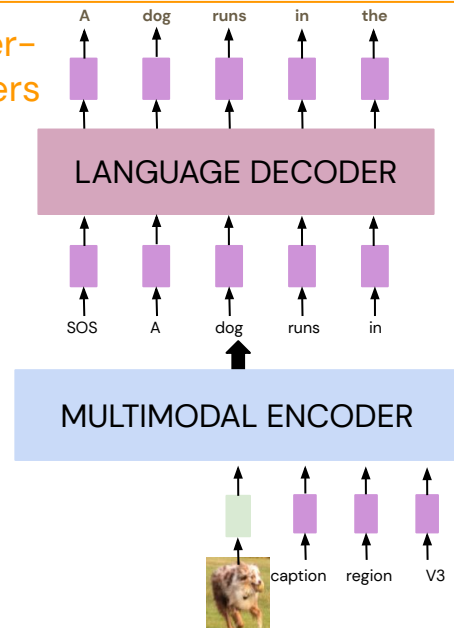 A dog runs in the
er–
ers
LANGUAGE DECODER
SOS A dog runs in
MULTIMODAL ENCODER
caption region V3